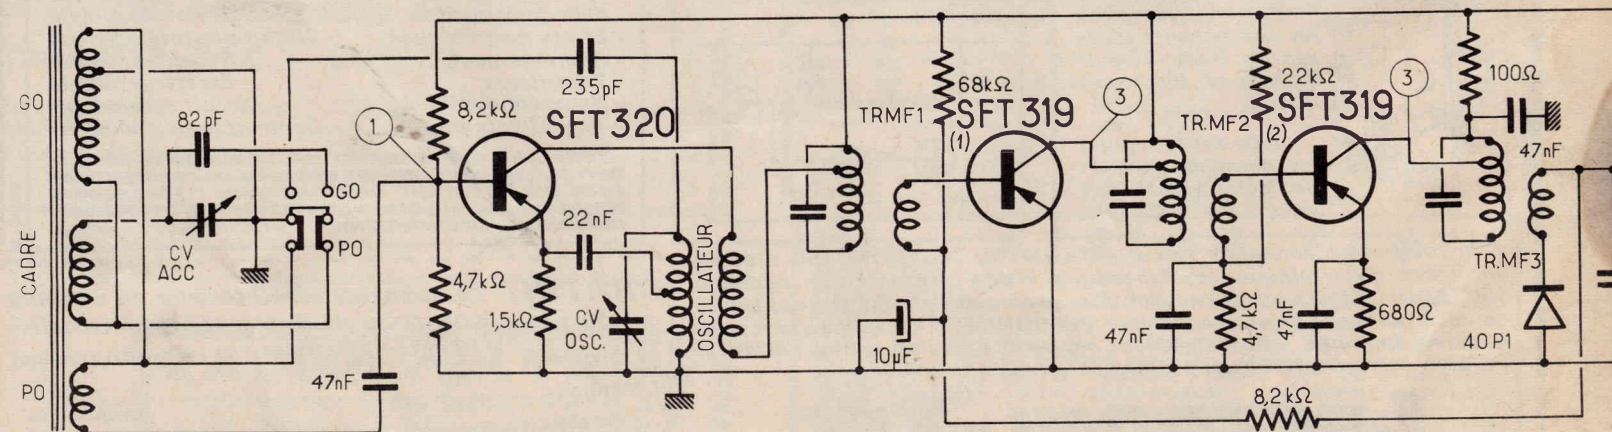 GO
CADRE
PO
82 pF
CV
ACC
GO
PO
1
8,2kΩ
4,7kΩ
47nF
235pF
SFT320
22nF
1,5kΩ
CV
OSC.
OSCILLATEUR
TRMF1
68kΩ
SFT319
(1)
3
10µF
TR.MF2
22kΩ
SFT319
(2)
3
47nF
4,7kΩ
47nF
680Ω
100Ω
47nF
TR.MF3
40P1
8,2kΩ